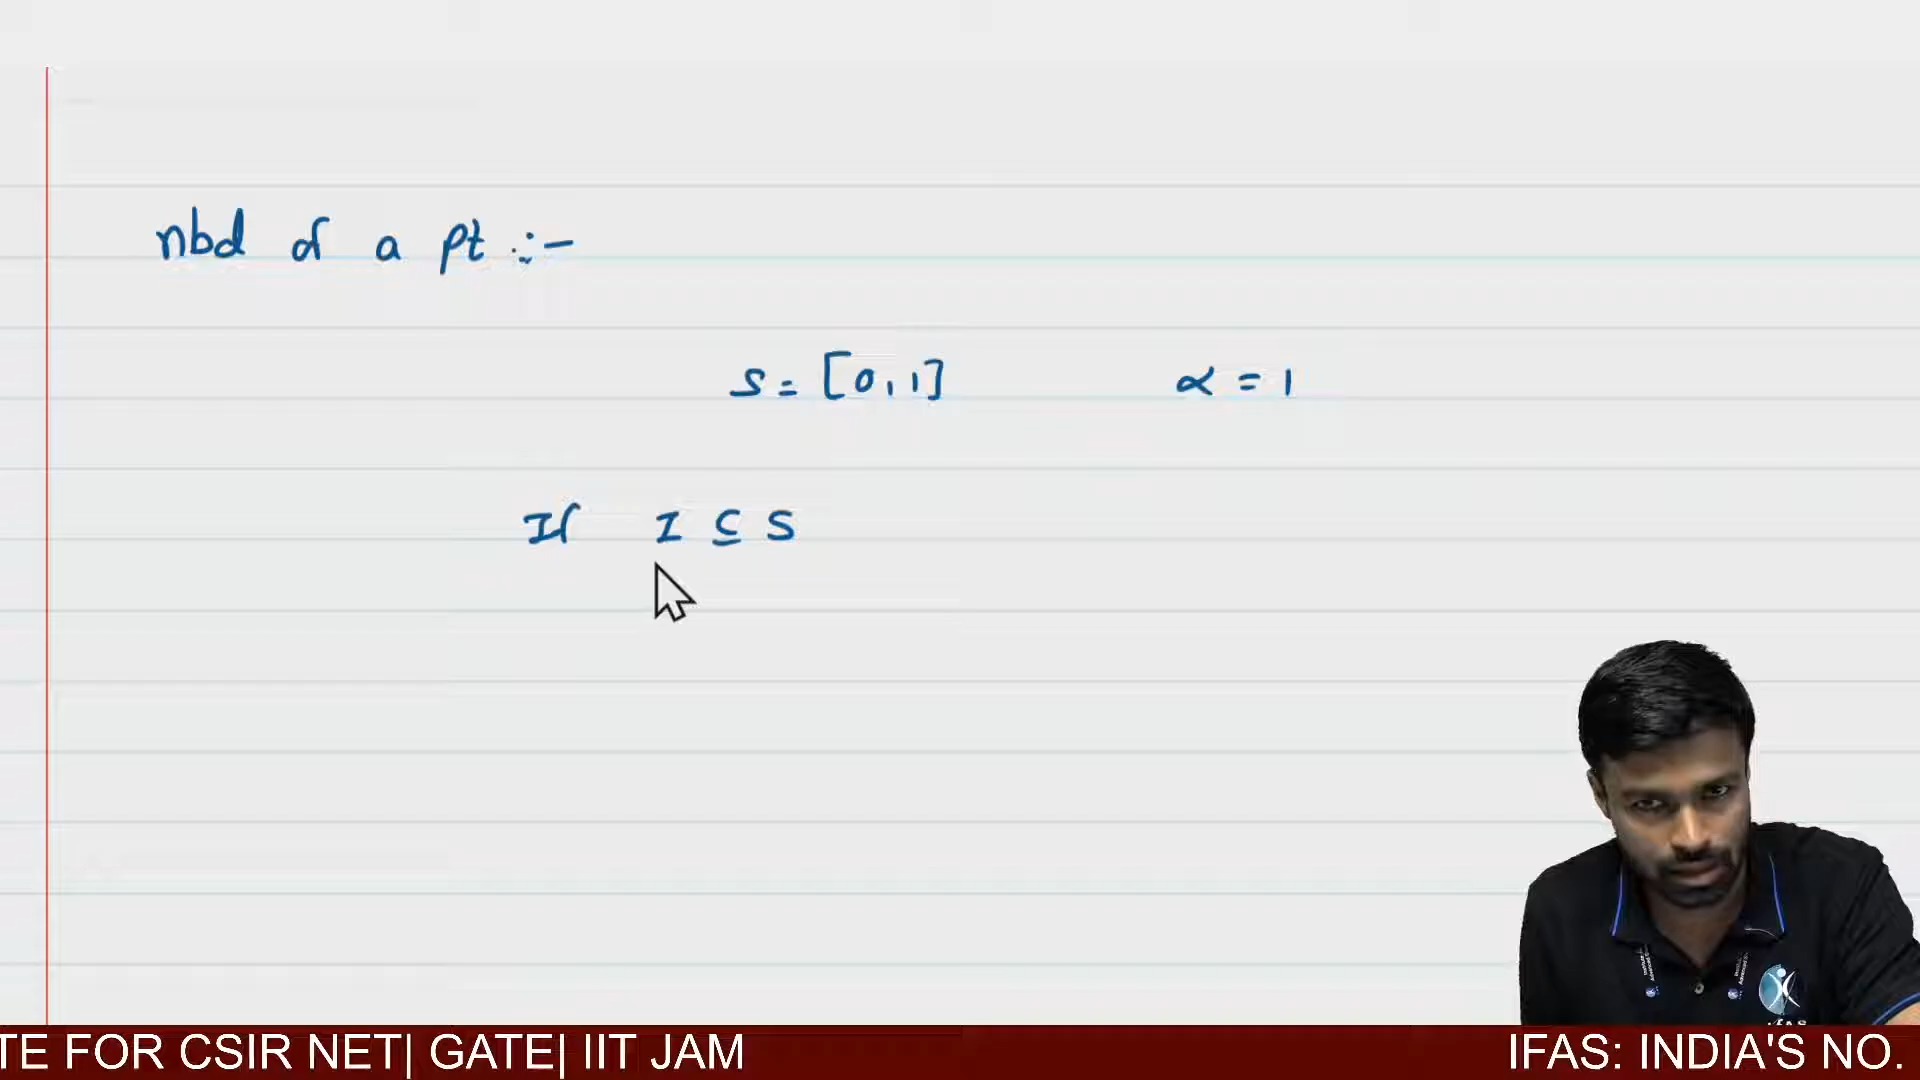 nbd of a pt :-
S = [0, 1]    α = 1
If I ⊆ S
TE FOR CSIR NET| GATE| IIT JAM    IFAS: INDIA'S NO.